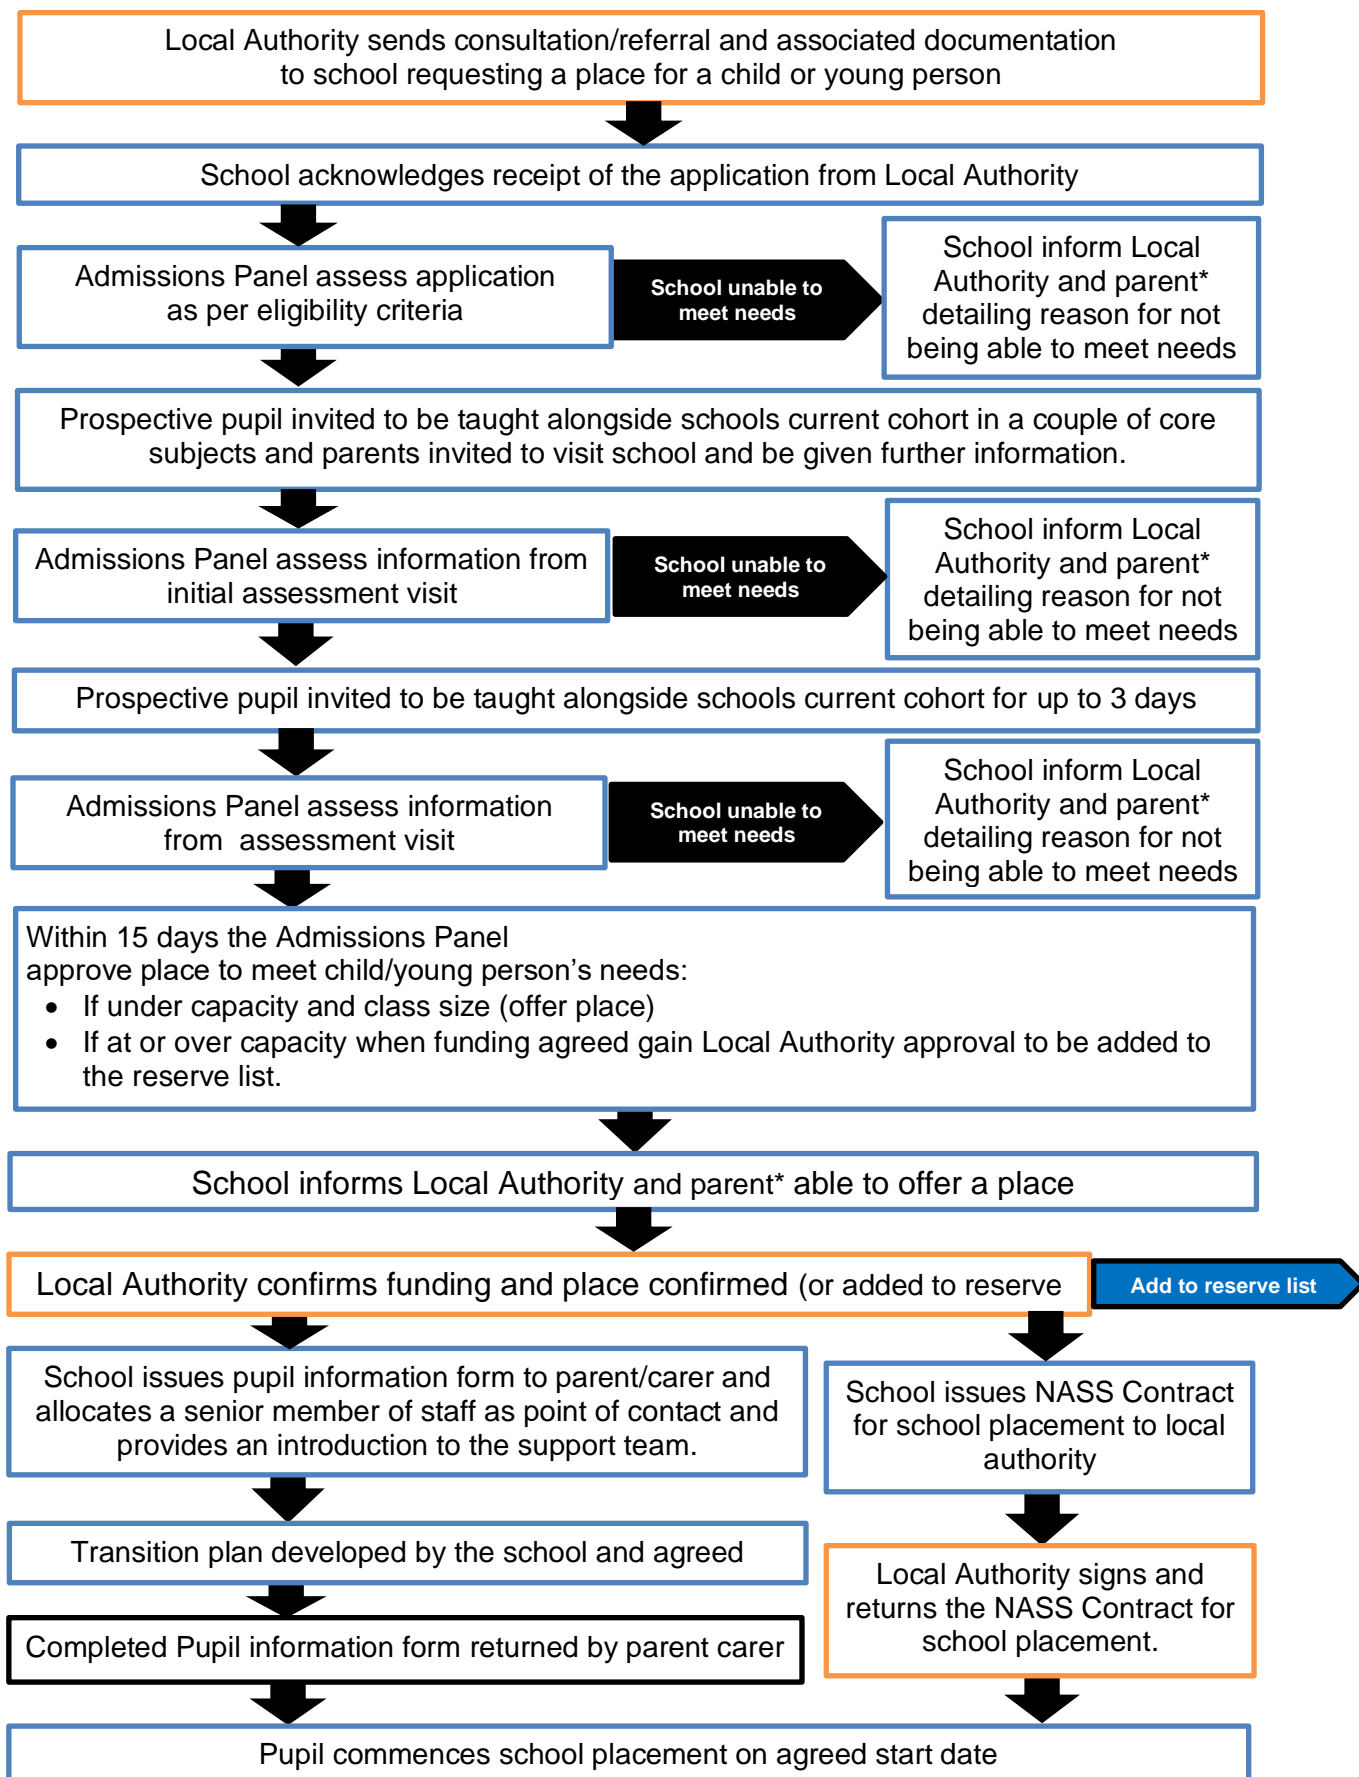 Local Authority sends consultation/referral and associated documentation
to school requesting a place for a child or young person
School acknowledges receipt of the application from Local Authority
Admissions Panel assess application
as per eligibility criteria
School unable to
meet needs
School inform Local
Authority and parent*
detailing reason for not
being able to meet needs
Prospective pupil invited to be taught alongside schools current cohort in a couple of core
subjects and parents invited to visit school and be given further information.
Admissions Panel assess information from
initial assessment visit
School unable to
meet needs
School inform Local
Authority and parent*
detailing reason for not
being able to meet needs
Prospective pupil invited to be taught alongside schools current cohort for up to 3 days
Admissions Panel assess information
from  assessment visit
School unable to
meet needs
School inform Local
Authority and parent*
detailing reason for not
being able to meet needs
Within 15 days the Admissions Panel
approve place to meet child/young person’s needs:
• If under capacity and class size (offer place)
• If at or over capacity when funding agreed gain Local Authority approval to be added to
the reserve list.
School informs Local Authority and parent* able to offer a place
Local Authority confirms funding and place confirmed (or added to reserve
Add to reserve list
School issues pupil information form to parent/carer and
allocates a senior member of staff as point of contact and
provides an introduction to the support team.
School issues NASS Contract
for school placement to local
authority
Transition plan developed by the school and agreed
Local Authority signs and
returns the NASS Contract for
school placement.
Completed Pupil information form returned by parent carer
Pupil commences school placement on agreed start date